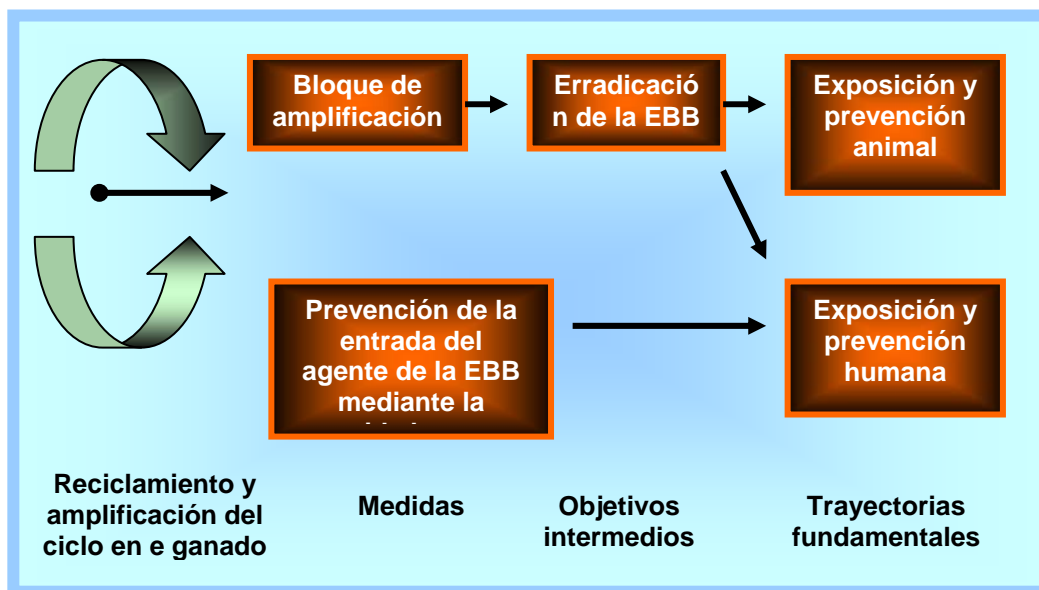 Bloque de
amplificación
Erradicació
n de la EBB
Exposición y
prevención
animal
Prevención de la
entrada del
agente de la EBB
mediante la
Exposición y
prevención
humana
Reciclamiento y
amplificación del
ciclo en e ganado
Medidas
Objetivos
intermedios
Trayectorias
fundamentales